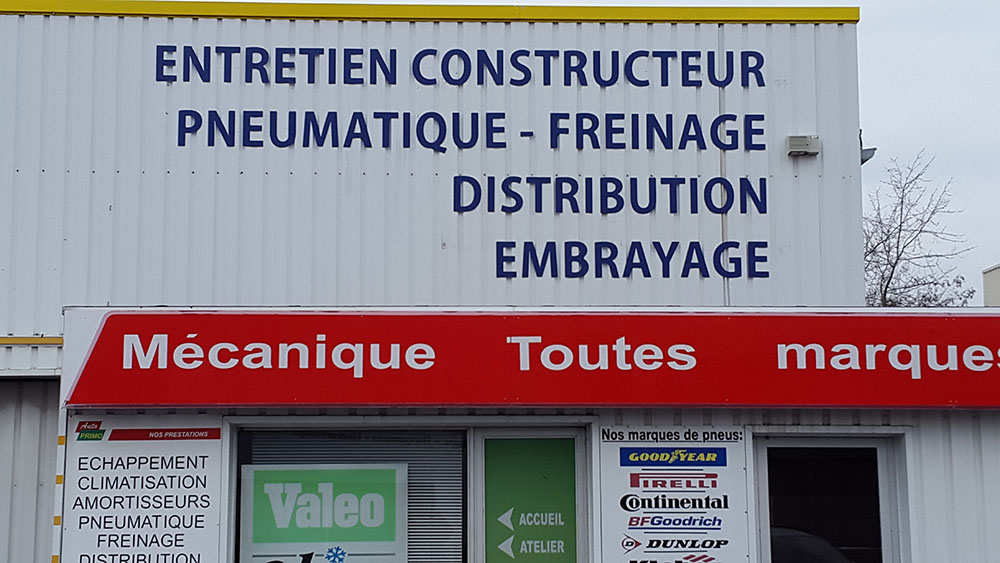 ENTRETIEN CONSTRUCTEUR
PNEUMATIQUE - FREINAGE
DISTRIBUTION
EMBRAYAGE
Mécanique Toutes marques
Auto
PRIMO
NOS PRESTATIONS
ECHAPPEMENT
CLIMATISATION
AMORTISSEURS
PNEUMATIQUE
FREINAGE
DISTRIBUTION
Valeo
ACCUEIL
ATELIER
Nos marques de pneus:
GOODYEAR
PIRELLI
Continental
BFGoodrich
DUNLOP